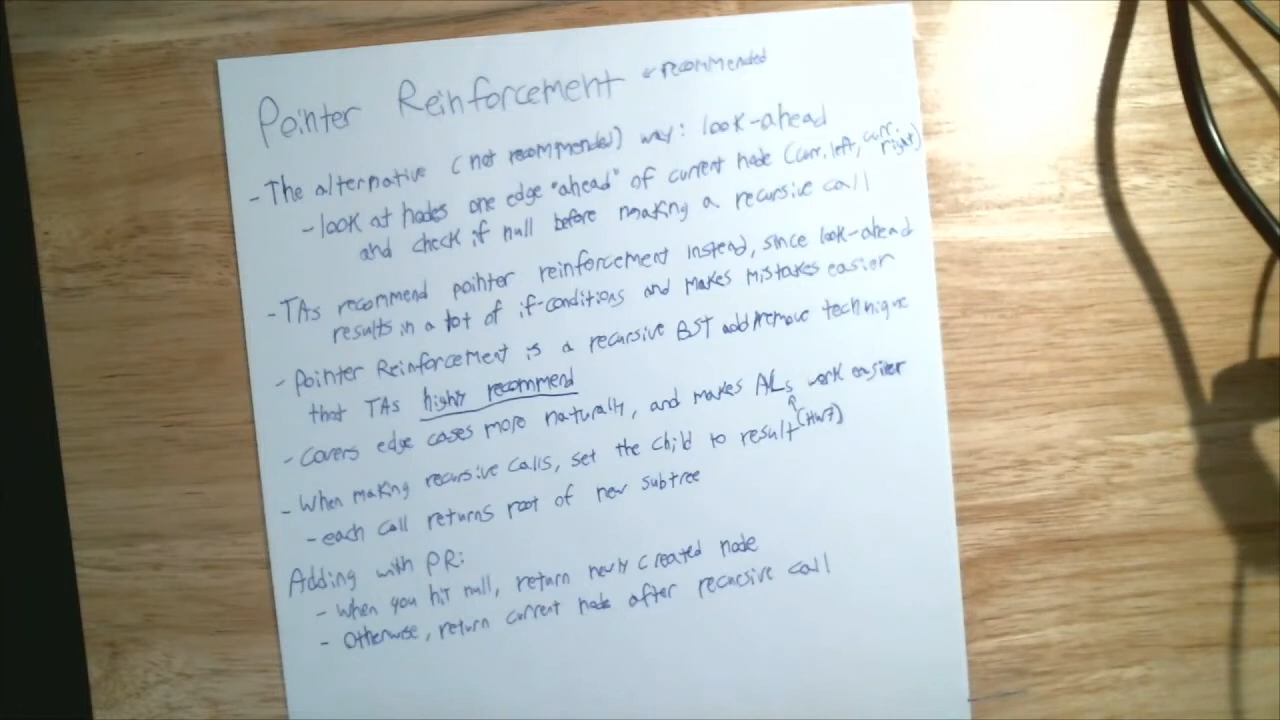 Pointer Reinforcement ← recommended
- The alternative (not recommended) way: look-ahead
- look at nodes one edge "ahead" of current node (curr.left, curr.right)
and check if null before making a recursive call
- TAs recommend pointer reinforcement instead, since look-ahead
results in a lot of if-conditions and makes mistakes easier
- Pointer Reinforcement is a recursive BST add/remove technique
that TAs highly recommend
- Covers edge cases more naturally, and makes AVLs work easier
(HW7)
- When making recursive calls, set the child to result
- each call returns root of new subtree
Adding with PR:
- When you hit null, return newly created node
- Otherwise, return current node after recursive call